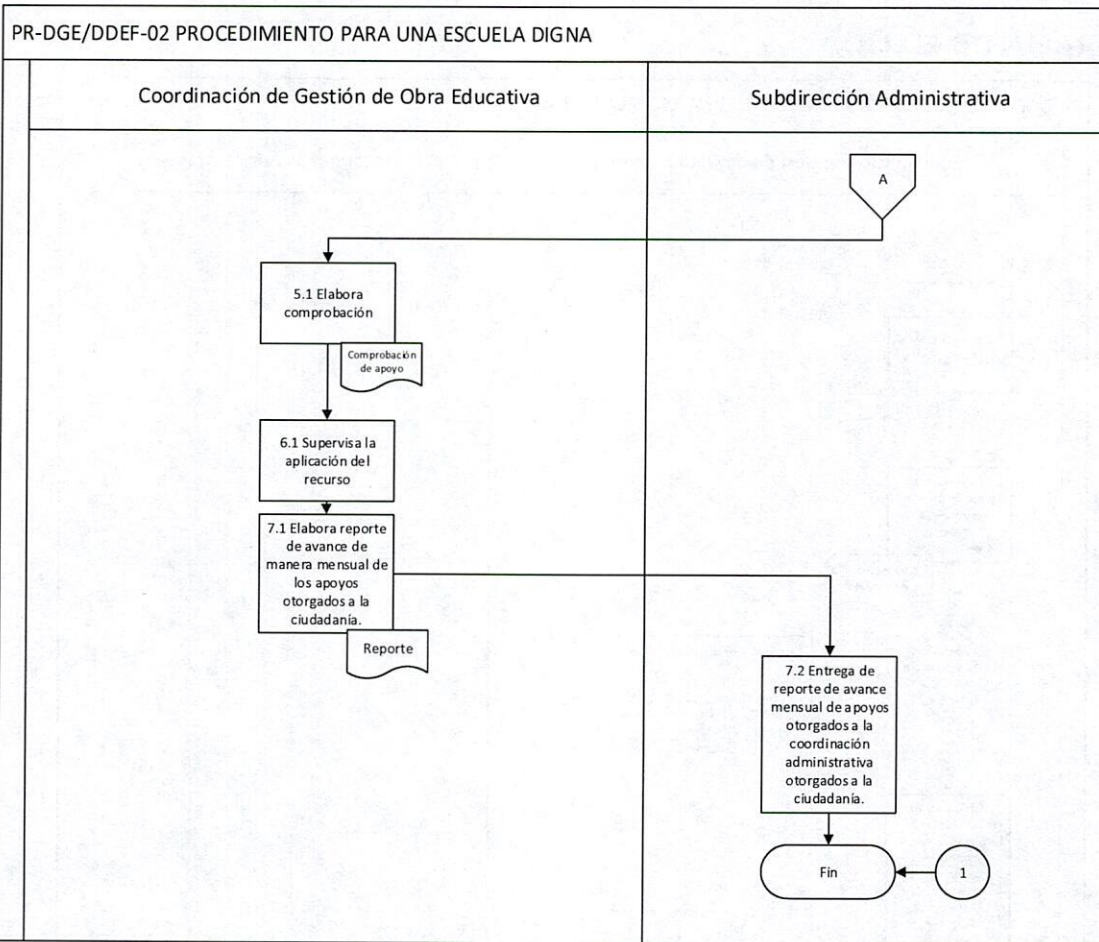 PR-DGE/DDEF-02 PROCEDIMIENTO PARA UNA ESCUELA DIGNA
Coordinación de Gestión de Obra Educativa
Subdirección Administrativa
A
5.1 Elabora
comprobación
Comprobación
de apoyo
6.1 Supervisa la
aplicación del
recurso
7.1 Elabora reporte
de avance de
manera mensual de
los apoyos
otorgados a la
ciudadanía.
Reporte
7.2 Entrega de
reporte de avance
mensual de apoyos
otorgados a la
coordinación
administrativa
otorgados a la
ciudadanía.
Fin
1